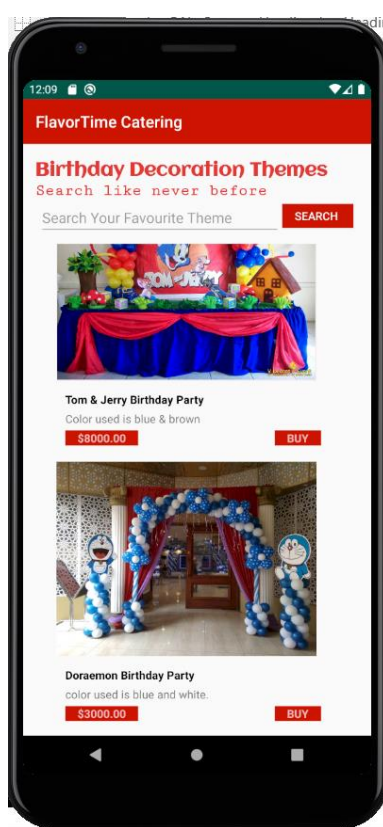 12:09
FlavorTime Catering
Birthday Decoration Themes
Search like never before
Search Your Favourite Theme
SEARCH
TOM and JERRY
Tom & Jerry Birthday Party
Color used is blue & brown
$8000.00
BUY
Doraemon Birthday Party
color used is blue and white.
$3000.00
BUY